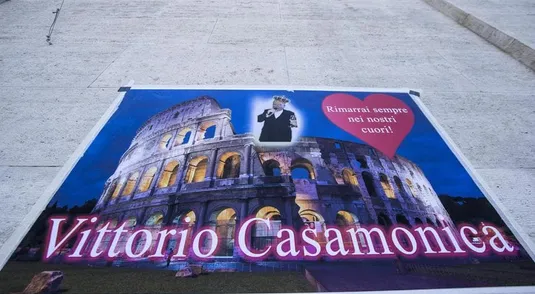 Rimarrai sempre
nei nostri
cuori!
Vittorio Casamonica